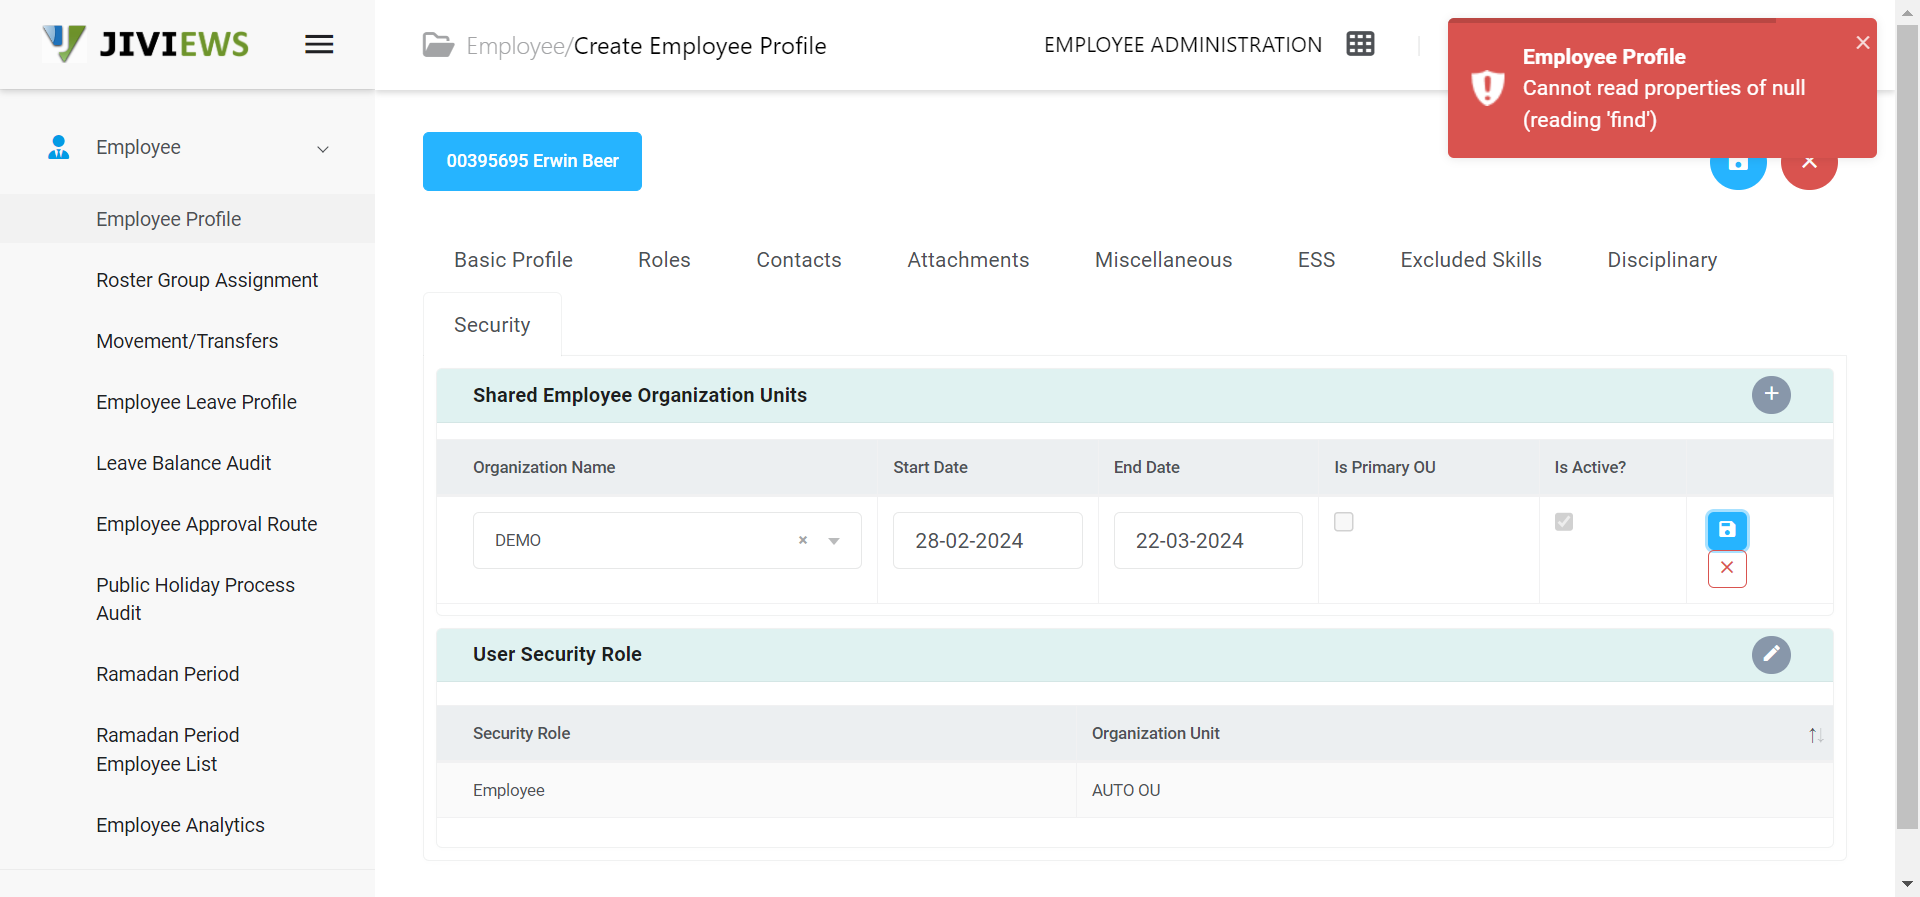 JIVIEWS
Employee/Create Employee Profile
EMPLOYEE ADMINISTRATION
Employee Profile
Cannot read properties of null
(reading 'find')
Employee
Employee Profile
Roster Group Assignment
Movement/Transfers
Employee Leave Profile
Leave Balance Audit
Employee Approval Route
Public Holiday Process
Audit
Ramadan Period
Ramadan Period
Employee List
Employee Analytics
00395695 Erwin Beer
Basic Profile Roles Contacts Attachments Miscellaneous ESS Excluded Skills Disciplinary
Security
Shared Employee Organization Units
Organization Name Start Date End Date Is Primary OU Is Active?
DEMO 28-02-2024 22-03-2024
User Security Role
Security Role Organization Unit
Employee AUTO OU